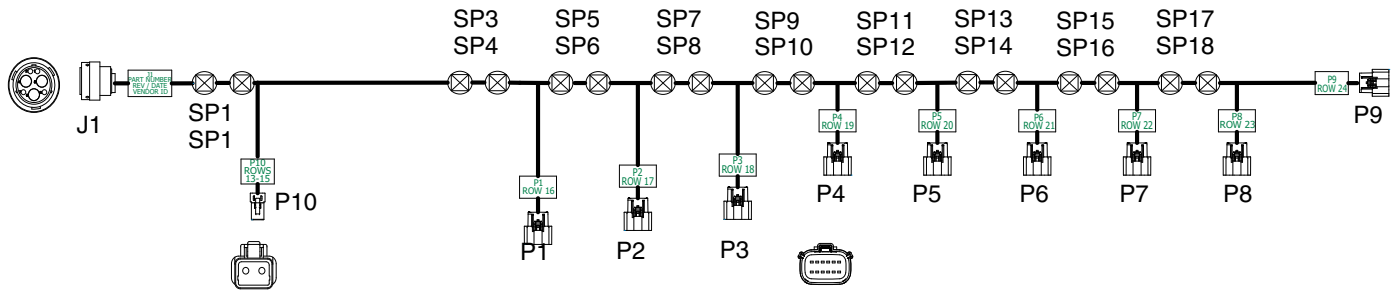 SP3 SP5 SP7 SP9 SP11 SP13 SP15 SP17
SP4 SP6 SP8 SP10 SP12 SP14 SP16 SP18
J1
PART NUMBER
REV / DATE
VENDOR ID
J1
SP1
SP1
P10
ROWS
13-15
P10
P1
ROW 16
P1
P2
ROW 17
P2
P3
ROW 18
P3
P4
ROW 19
P4
P5
ROW 20
P5
P6
ROW 21
P6
P7
ROW 22
P7
P8
ROW 23
P8
P9
ROW 24
P9